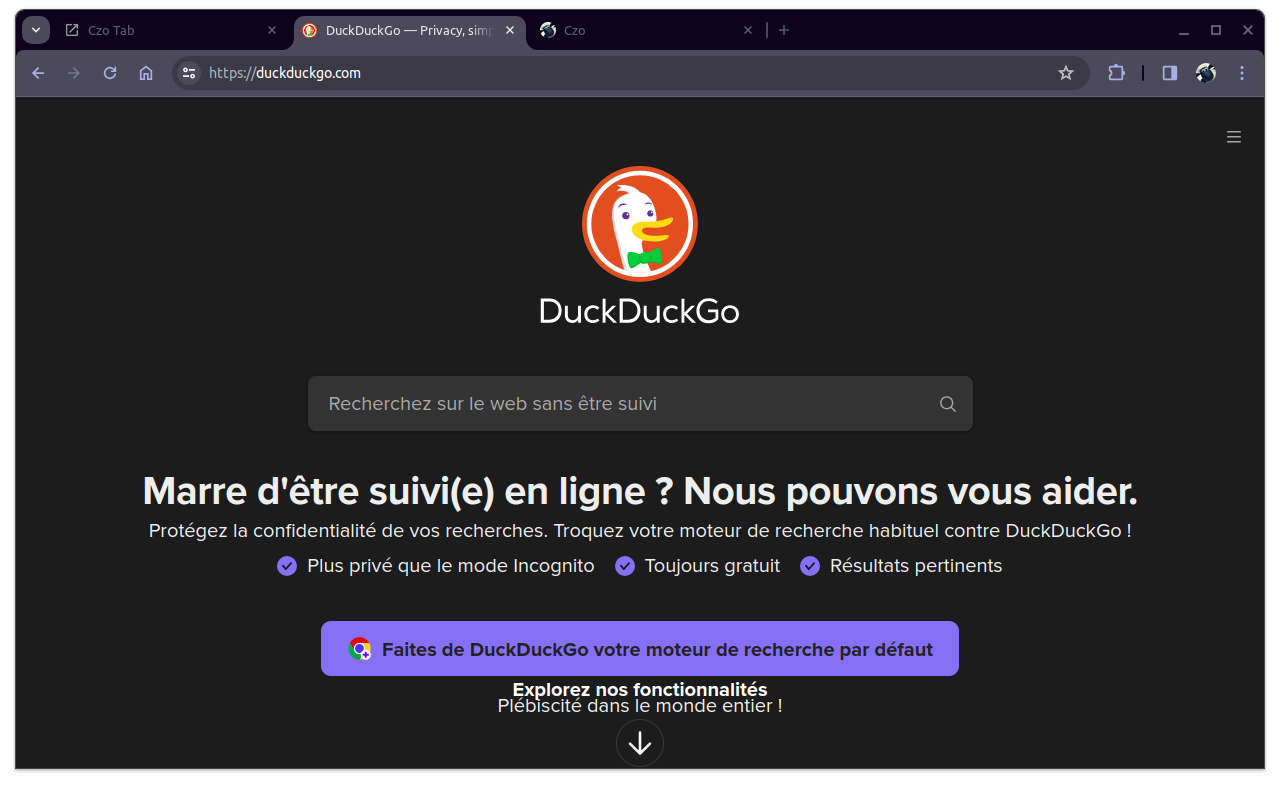 Czo Tab
DuckDuckGo — Privacy, sim
Czo
https://duckduckgo.com
DuckDuckGo
Recherchez sur le web sans être suivi
Marre d'être suivi(e) en ligne ? Nous pouvons vous aider.
Protégez la confidentialité de vos recherches. Troquez votre moteur de recherche habituel contre DuckDuckGo !
Plus privé que le mode Incognito
Toujours gratuit
Résultats pertinents
Faites de DuckDuckGo votre moteur de recherche par défaut
Explorez nos fonctionnalités
Plébiscité dans le monde entier !